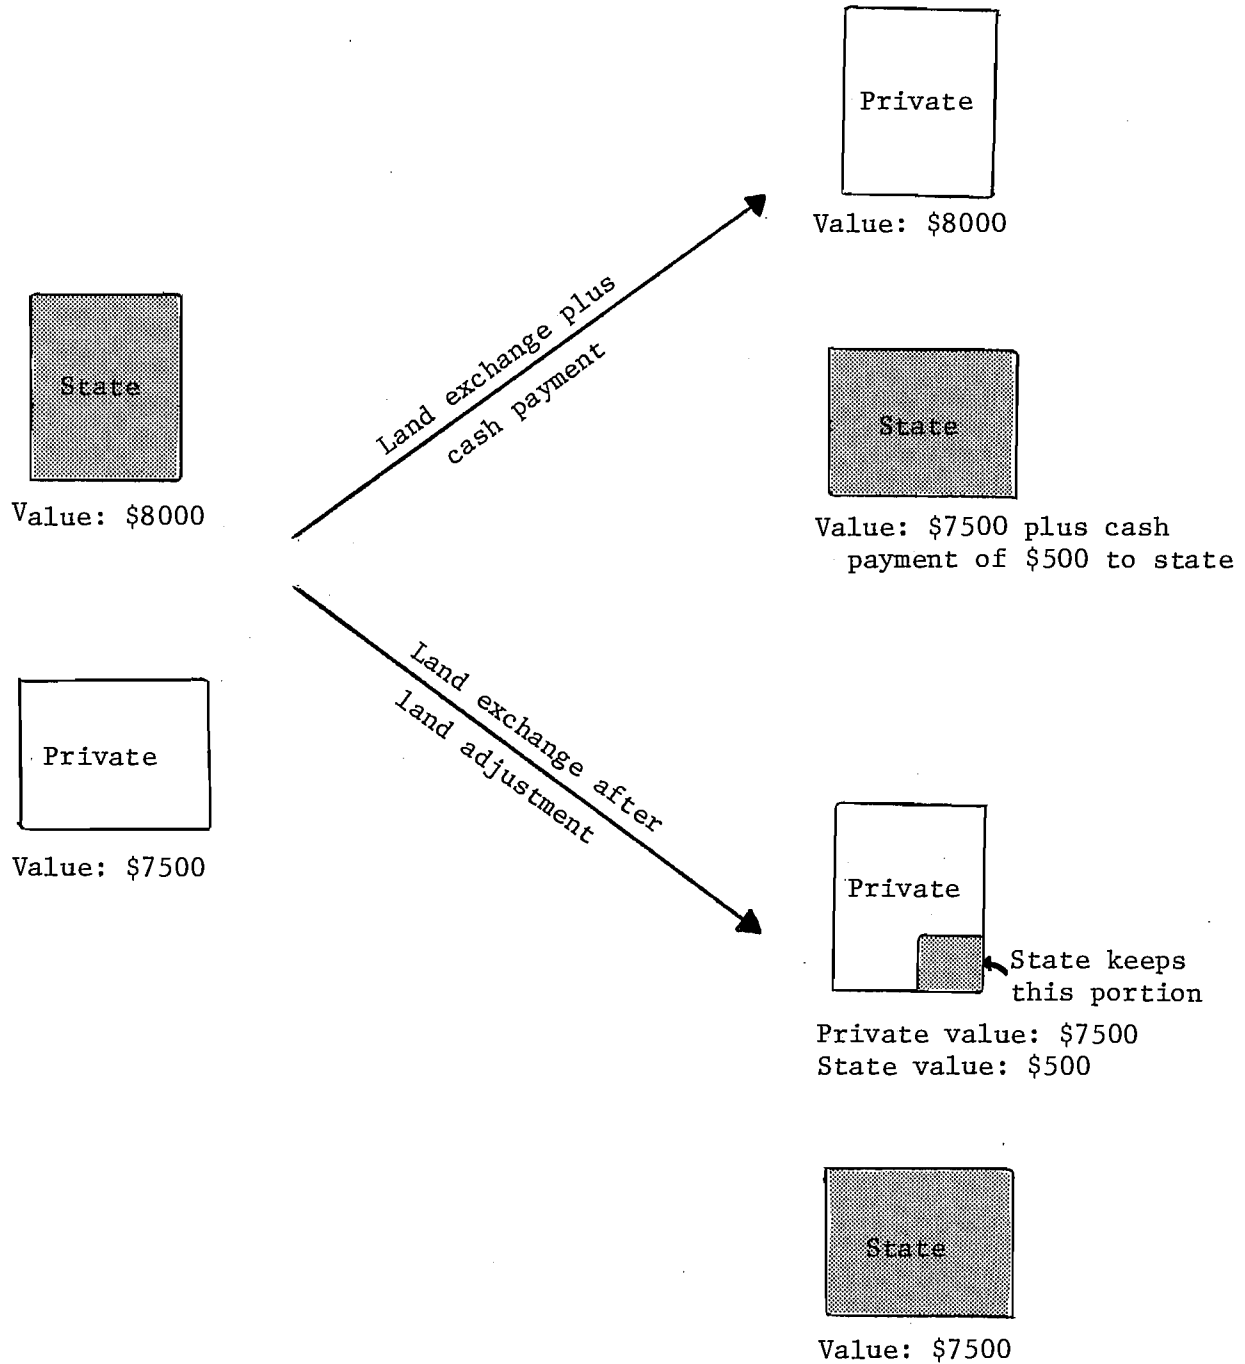 State
Value: $8000
Private
Value: $7500
Land exchange plus
cash payment
Private
Value: $8000
State
Value: $7500 plus cash
payment of $500 to state
Land exchange after
land adjustment
Private
State keeps
this portion
Private value: $7500
State value: $500
State
Value: $7500